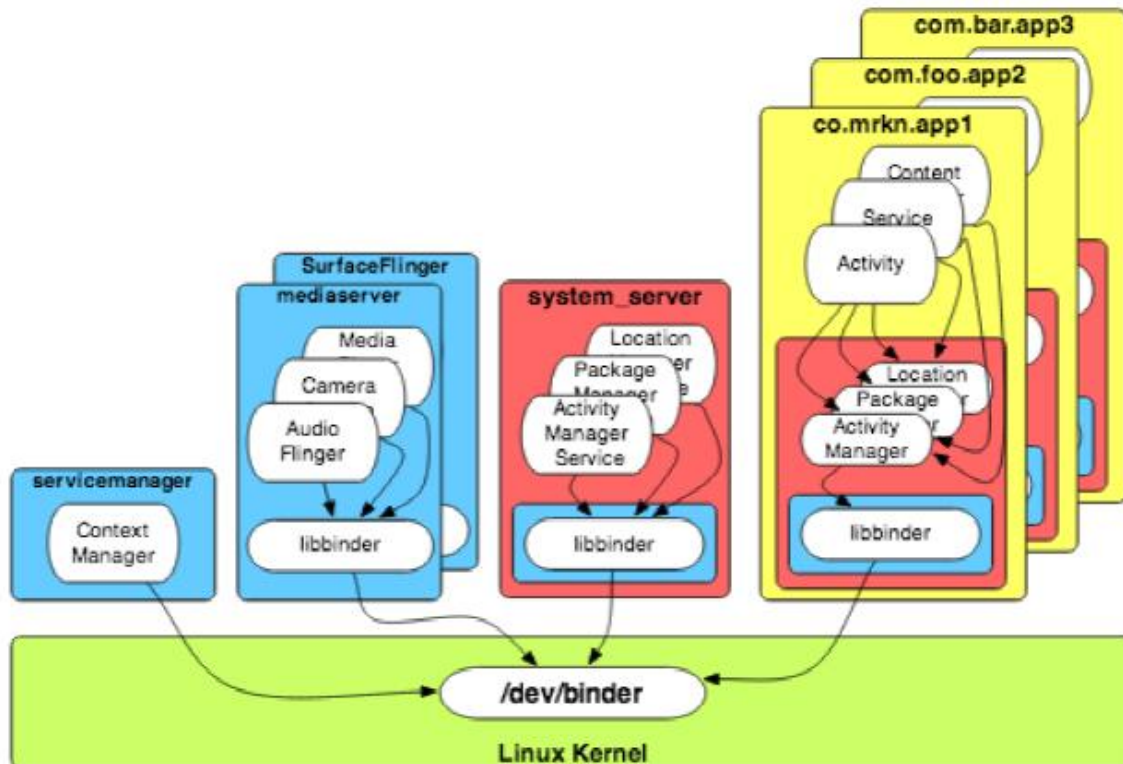 com.bar.app3
com.foo.app2
co.mrkn.app1
Content
Service
Activity
SurfaceFlinger
mediaserver
system_server
Media
Location
Camera
Package
Manager
Audio
Flinger
Activity
Manager
Service
Location
Package
Activity
Manager
servicemanager
Context
Manager
libbinder
libbinder
libbinder
/dev/binder
Linux Kernel